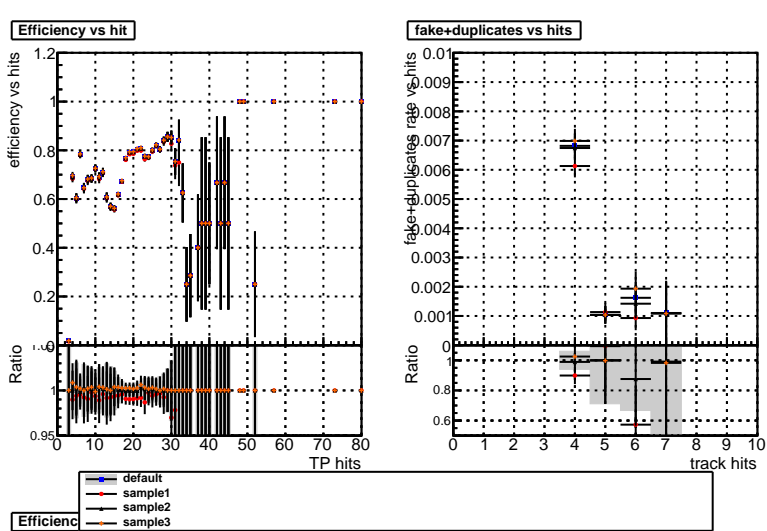 Efficiency vs hit
efficiency vs hits
1.2
1
0.8
0.6
0.4
0.2
0
Ratio
1
0.95
0 10 20 30 40 50 60 70 80
TP hits
fake+duplicates vs hits
fake+duplicates rate vs hits
0.01
0.009
0.008
0.007
0.006
0.005
0.004
0.003
0.002
0.001
0
Ratio
1
0.8
0.6
0 1 2 3 4 5 6 7 8 9 10
track hits
default
sample1
sample2
sample3
Efficienc